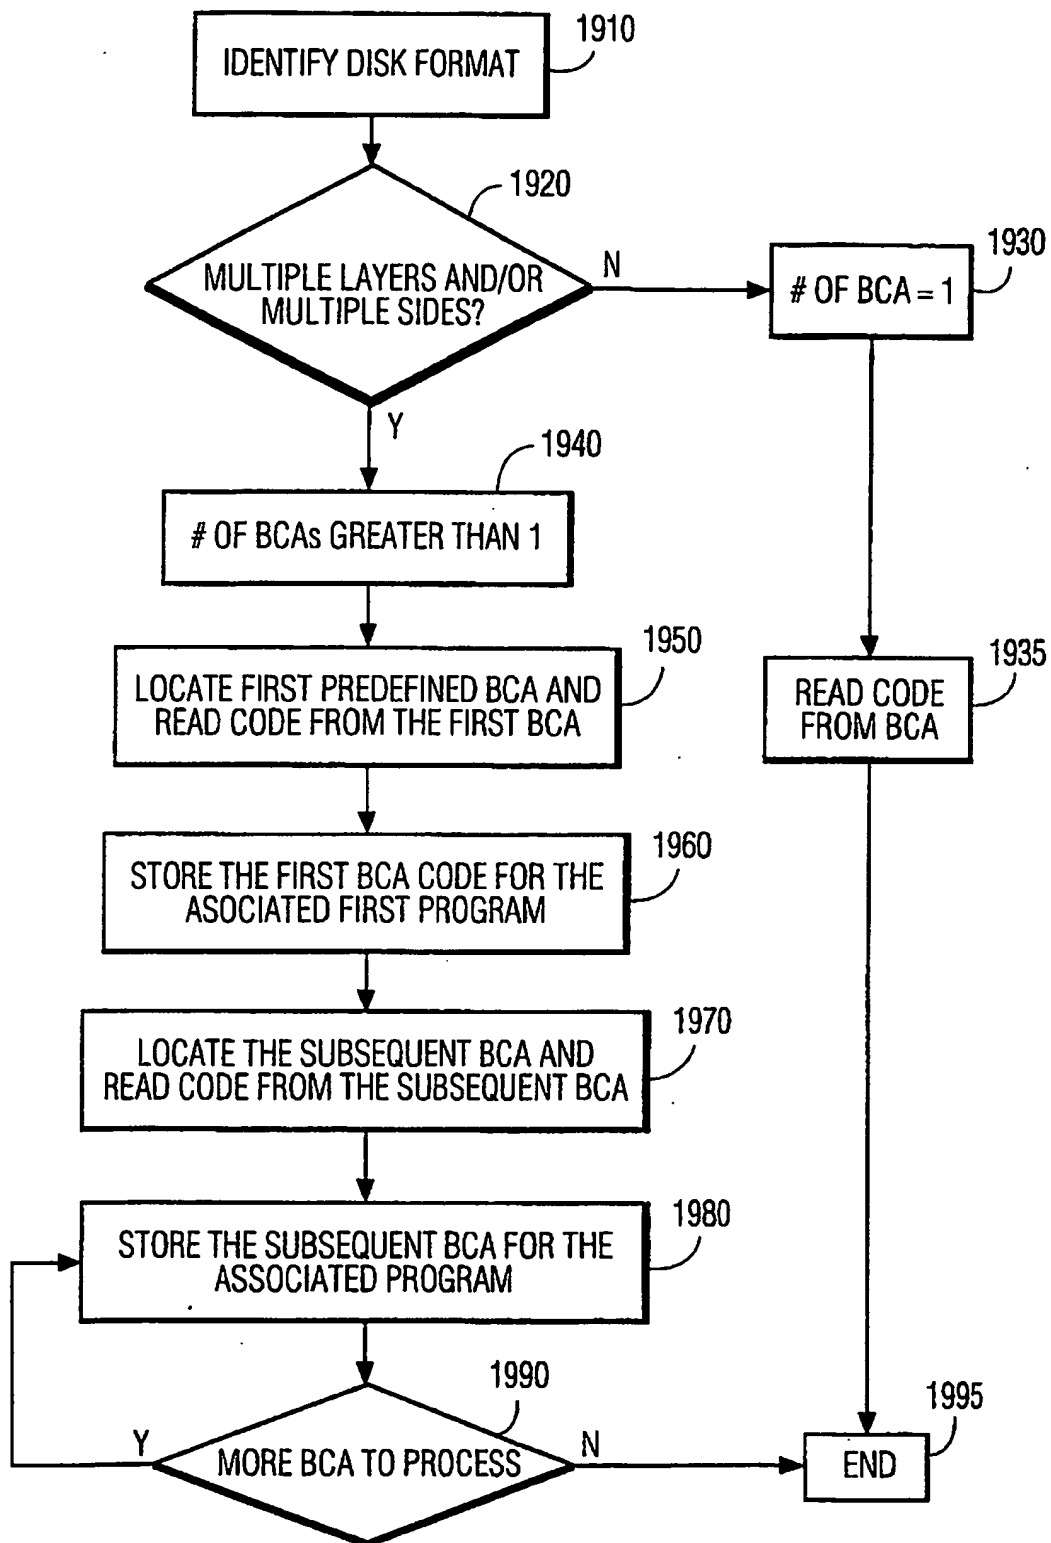 1910
IDENTIFY DISK FORMAT
1920
MULTIPLE LAYERS AND/OR
MULTIPLE SIDES?
N
1930
# OF BCA = 1
Y
1940
# OF BCAs GREATER THAN 1
1950
LOCATE FIRST PREDEFINED BCA AND
READ CODE FROM THE FIRST BCA
1935
READ CODE
FROM BCA
1960
STORE THE FIRST BCA CODE FOR THE
ASOCIATED FIRST PROGRAM
1970
LOCATE THE SUBSEQUENT BCA AND
READ CODE FROM THE SUBSEQUENT BCA
1980
STORE THE SUBSEQUENT BCA FOR THE
ASSOCIATED PROGRAM
1990
Y
MORE BCA TO PROCESS
N
1995
END